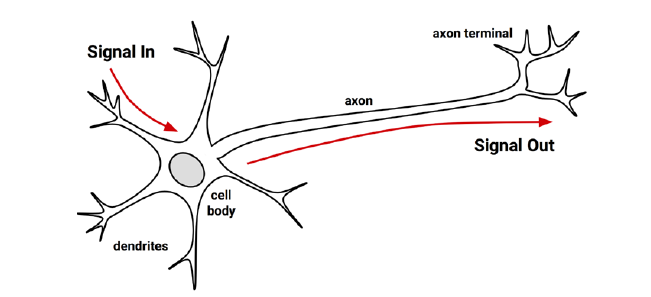 axon terminal
Signal In
axon
Signal Out
cell
body
dendrites